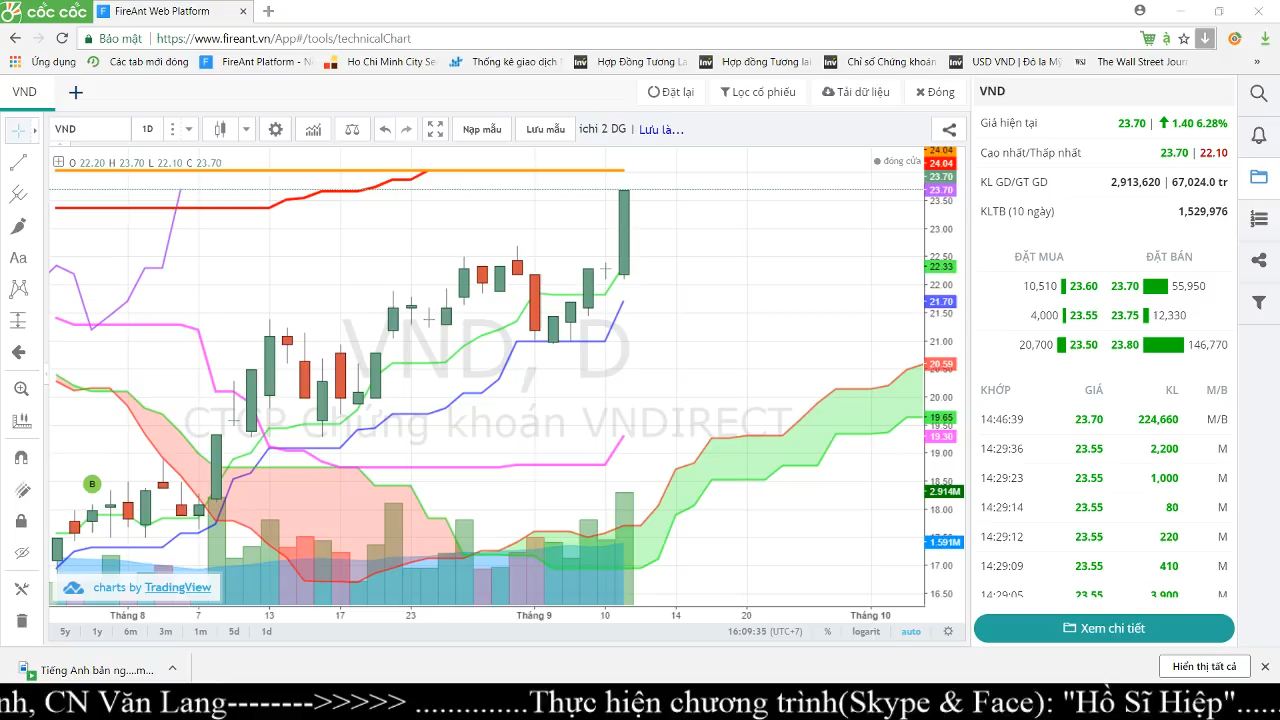 cốc cốc
FireAnt Web Platform
Bảo mật
https://www.fireant.vn/App#/tools/technicalChart
Ứng dụng
Các tab mới đóng
FireAnt Platform - N
Ho Chi Minh City Se
Thống kê giao dịch
Hợp Đồng Tương La
Hợp đồng Tương lai
Chỉ số Chứng khoán
USD VND | Đô la Mỹ
The Wall Street Jour
VND
Đặt lại
Lọc cổ phiếu
Tải dữ liệu
Đóng
VND
1D
Nạp mẫu
Lưu mẫu
ichi 2 DG
Lưu là...
O 22.20 H 23.70 L 22.10 C 23.70
đóng cửa
VND, D
CTCP Chứng khoán VNDIRECT
B
charts by TradingView
24.04
24.04
23.70
23.70
23.50
23.00
22.33
22.00
21.70
21.50
21.00
20.59
20.00
19.65
19.50
19.30
19.00
18.50
2.914M
18.00
1.591M
17.00
16.50
Tháng 8
7
13
17
23
Tháng 9
10
14
20
Tháng 10
5y 1y 6m 3m 1m 5d 1d
16:09:35 (UTC+7)
%
logarit
auto
VND
Giá hiện tại 23.70 | 1.40 6.28%
Cao nhất/Thấp nhất 23.70 | 22.10
KL GD/GT GD 2,913,620 | 67,024.0 tr
KLTB (10 ngày) 1,529,976
ĐẶT MUA ĐẶT BÁN
10,510 23.60 23.70 55,950
4,000 23.55 23.75 12,330
20,700 23.50 23.80 146,770
KHỚP GIÁ KL M/B
14:46:39 23.70 224,660 M/B
14:29:36 23.55 2,200 M
14:29:23 23.55 1,000 M
14:29:14 23.55 80 M
14:29:12 23.55 220 M
14:29:09 23.55 410 M
14:29:05 23.55 3,900 M
Xem chi tiết
Tiếng Anh bản ng....m...
Hiển thị tất cả
nh, CN Văn Lang-------->>>>> ..............Thực hiện chương trình(Skype & Face): "Hồ Sĩ Hiệp".....